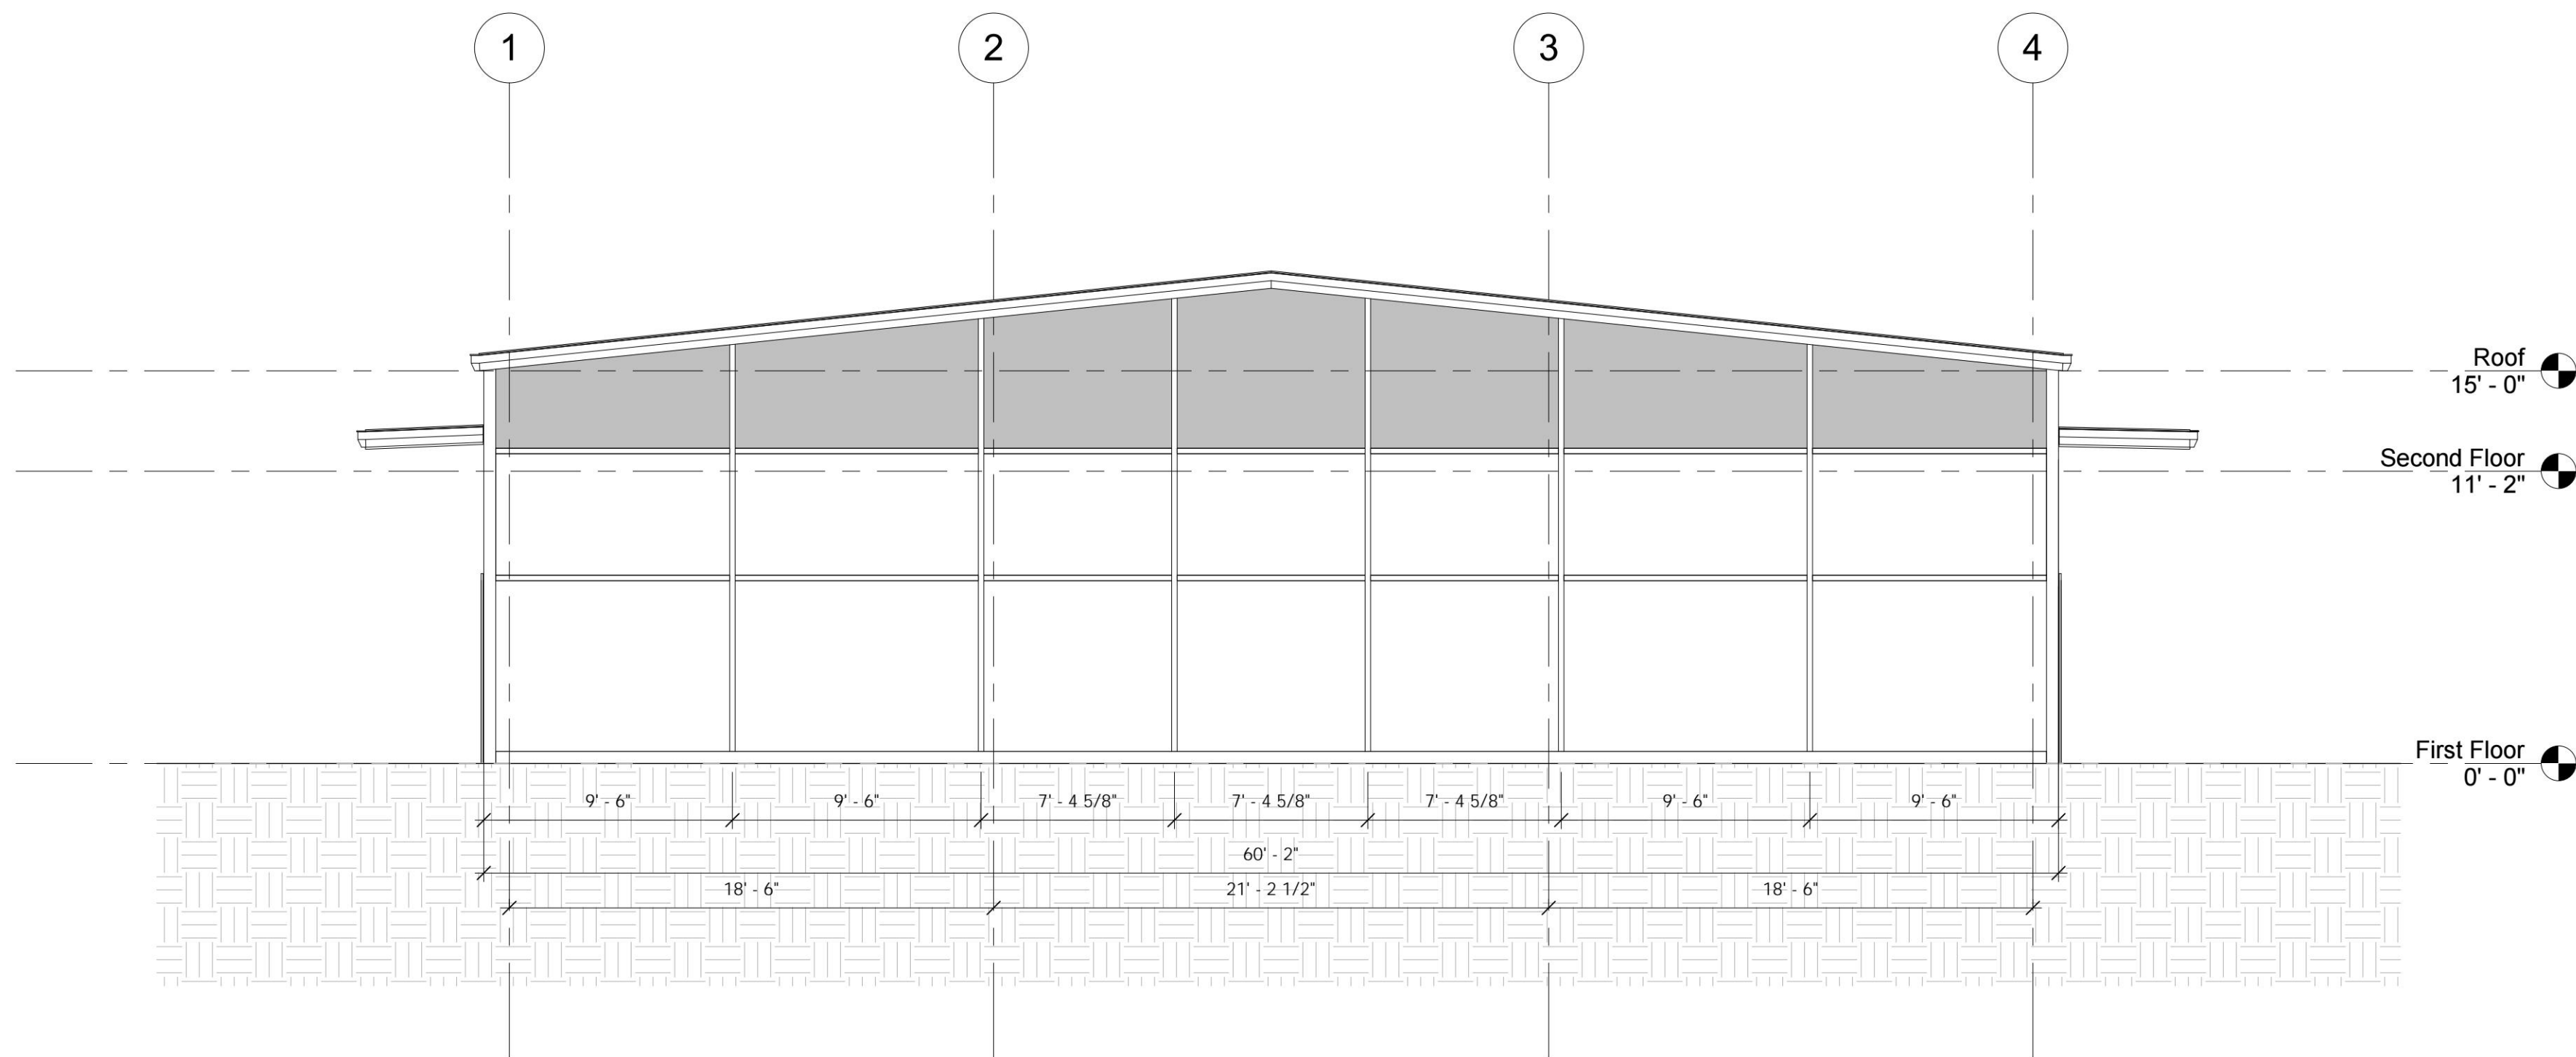 1
2
3
4
Roof
15' - 0"
Second Floor
11' - 2"
First Floor
0' - 0"
9' - 6"
9' - 6"
7' - 4 5/8"
7' - 4 5/8"
7' - 4 5/8"
9' - 6"
9' - 6"
60' - 2"
18' - 6"
21' - 2 1/2"
18' - 6"